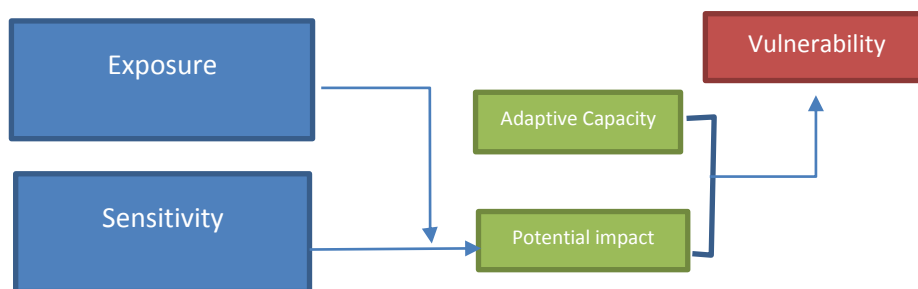 Exposure
Vulnerability
Adaptive Capacity
Sensitivity
Potential impact